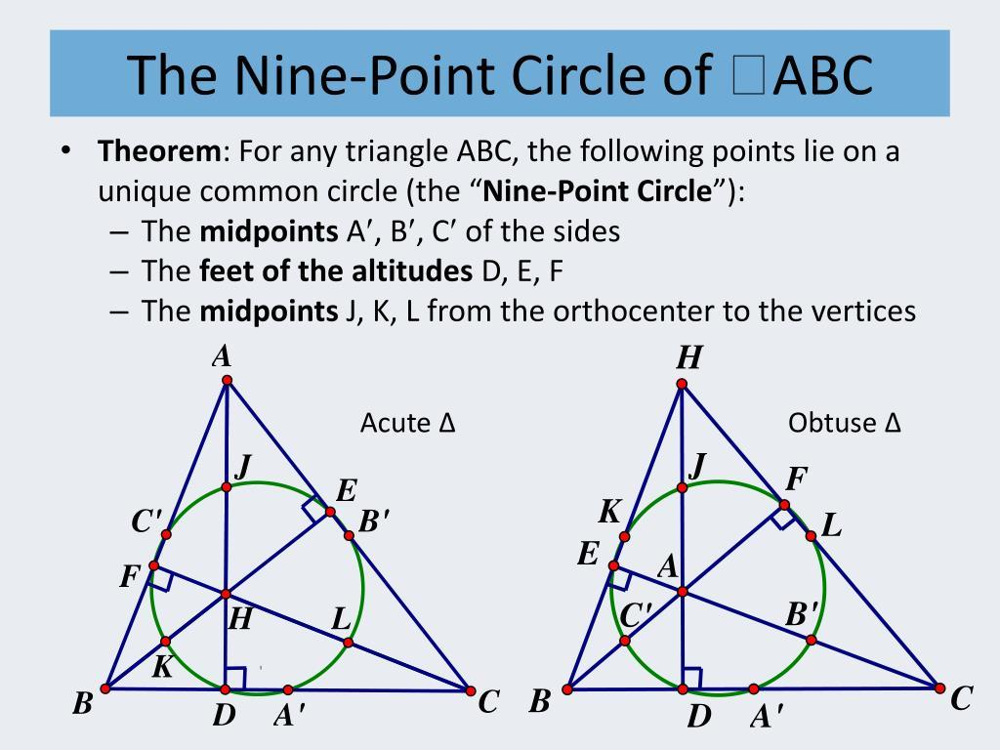 The Nine-Point Circle of □ABC
• Theorem: For any triangle ABC, the following points lie on a
unique common circle (the “Nine-Point Circle”):
– The midpoints A′, B′, C′ of the sides
– The feet of the altitudes D, E, F
– The midpoints J, K, L from the orthocenter to the vertices
A
H
Acute Δ
Obtuse Δ
J
E
C'
B'
F
H
L
K
B
D
A'
C
J
F
K
L
E
A
C'
B'
B
D
A'
C